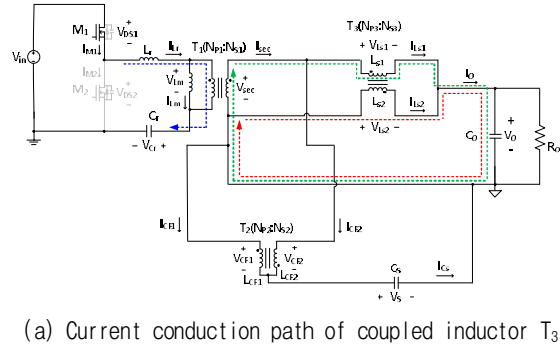 M1 + VDS1 -
IM1
Vin
IM2
M2 + VDS2 -
Lr ILr T1(NP1:NS1) Isec
+ VLm -
ILm
+ Vsec -
Cr
- VCr +
T3(NP3:NS3)
+ VLs1 - ILs1
Ls1
Ls2
+ VLs2 - ILs2
IO
CO + VO - RO
ICF1 T2(NP2:NS2) ICF2
+ VCF1 - + VCF2 -
LCF1 LCF2
Cs ICs
+ VS -
(a) Current conduction path of coupled inductor T3